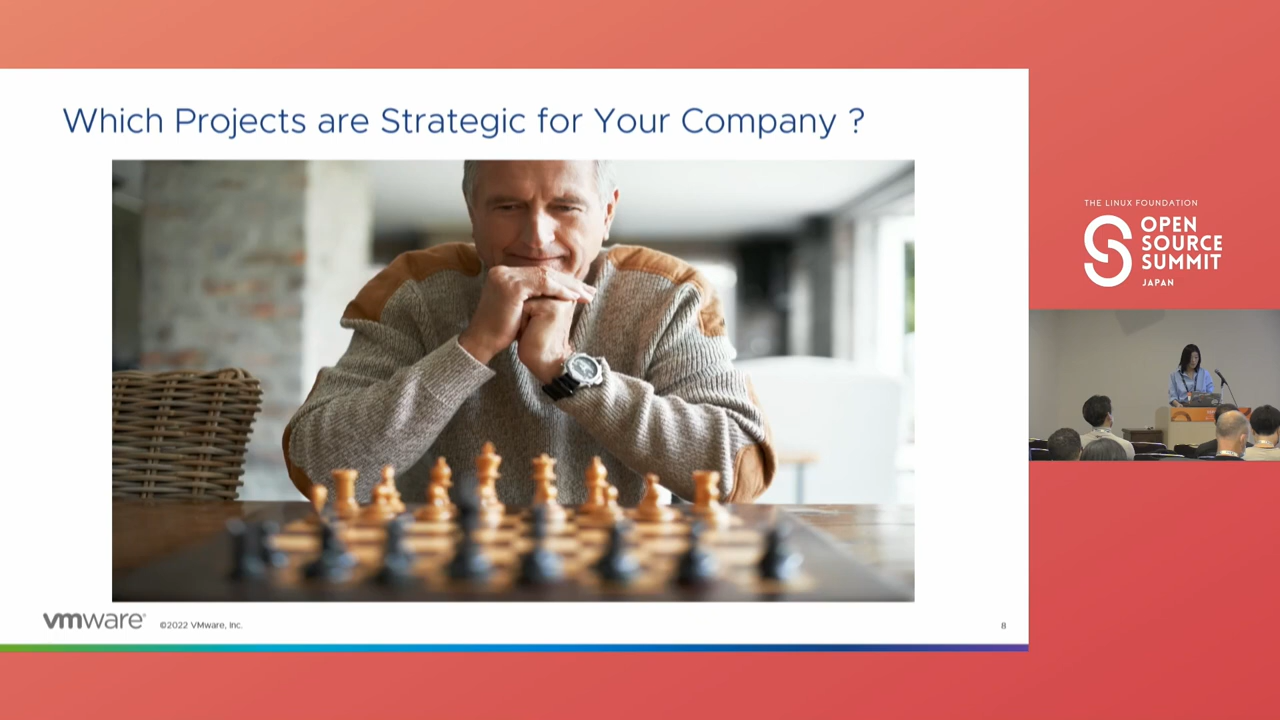 Which Projects are Strategic for Your Company ?
THE LINUX FOUNDATION
OPEN
SOURCE
SUMMIT
JAPAN
vmware®
©2022 VMware, Inc.
8